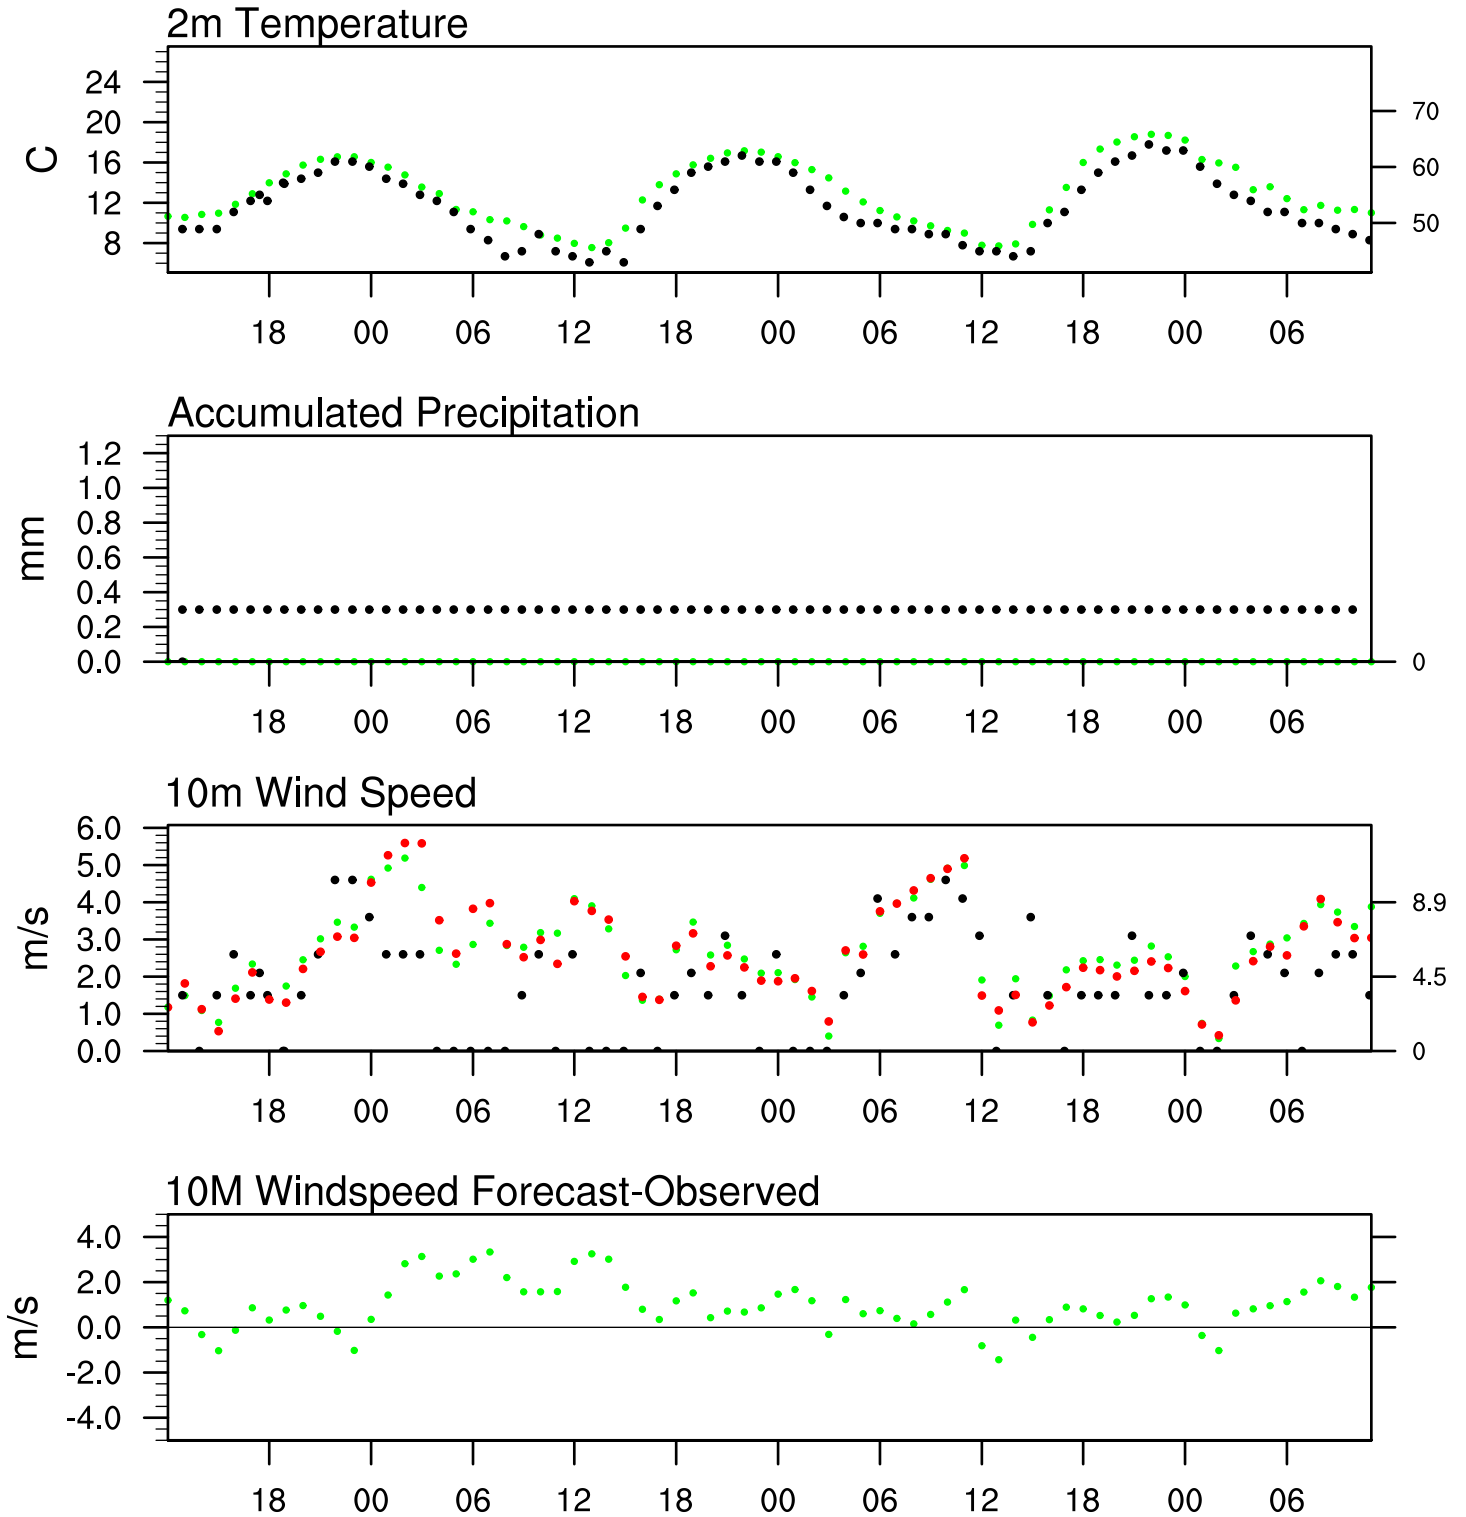 2m Temperature
24
20
16
12
8
C
70
60
50
18 00 06 12 18 00 06 12 18 00 06
Accumulated Precipitation
1.2
1.0
0.8
0.6
0.4
0.2
0.0
mm
0
18 00 06 12 18 00 06 12 18 00 06
10m Wind Speed
6.0
5.0
4.0
3.0
2.0
1.0
0.0
m/s
8.9
4.5
0
18 00 06 12 18 00 06 12 18 00 06
10M Windspeed Forecast-Observed
4.0
2.0
0.0
-2.0
-4.0
m/s
18 00 06 12 18 00 06 12 18 00 06